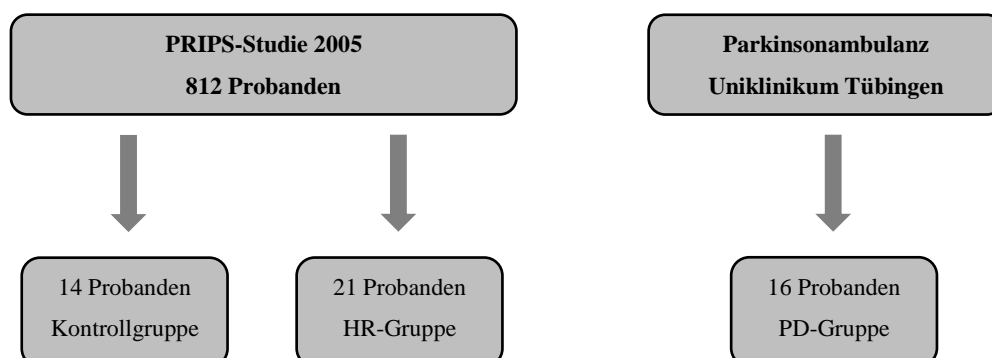 PRIPS-Studie 2005
812 Probanden
Parkinsonambulanz
Uniklinikum Tübingen
14 Probanden
Kontrollgruppe
21 Probanden
HR-Gruppe
16 Probanden
PD-Gruppe